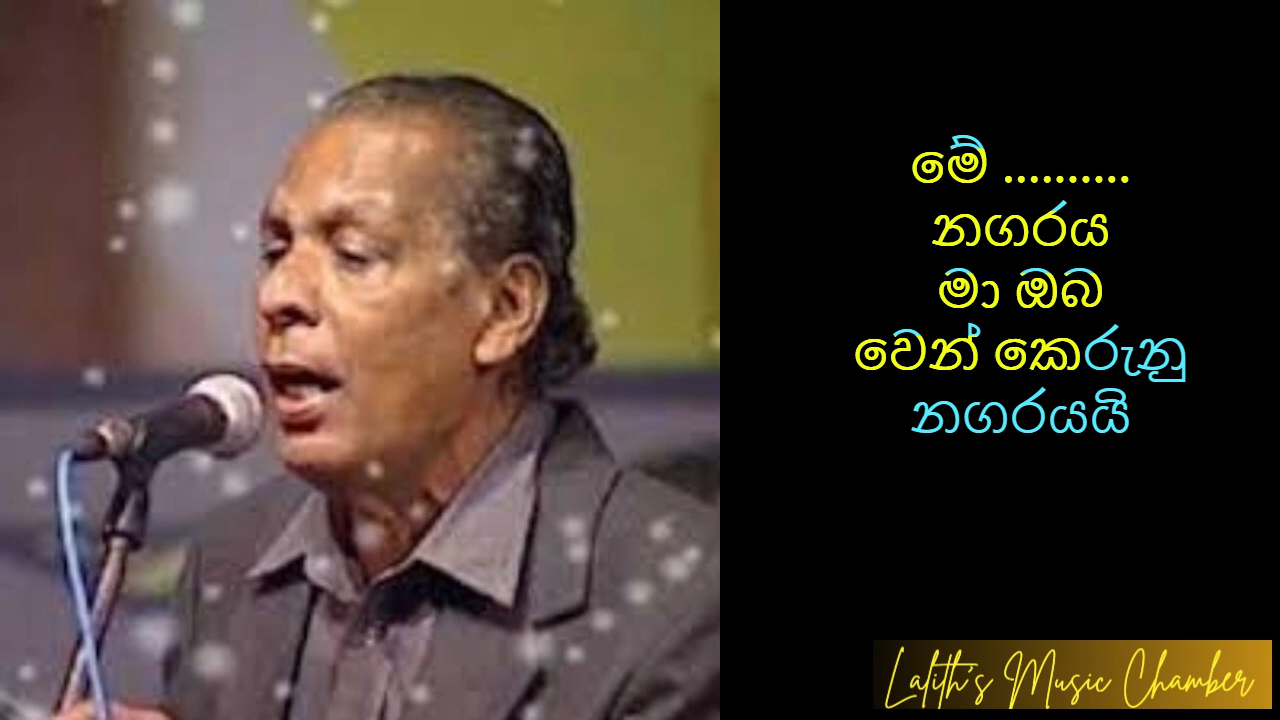 මේ ..........
නගරය
මා ඔබ
වෙන් කෙරුනු
නගරයයි
Lalith's Music Chamber